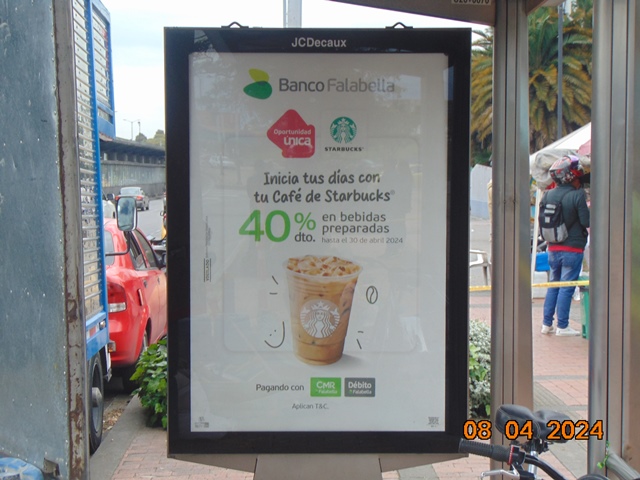 JCDecaux
Banco Falabella
Oportunidad
única
STARBUCKS®
Inicia tus días con
tu Café de Starbucks®
40% dto. en bebidas
preparadas
hasta el 30 de abril 2024
Pagando con CMR Falabella Débito Falabella
Aplican T&C.
08 04 2024